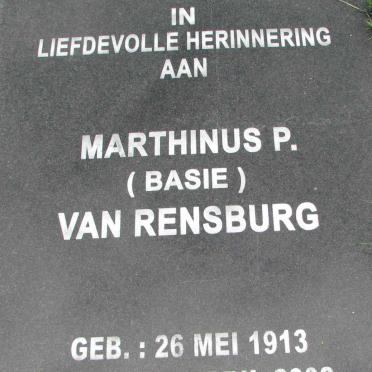 IN
LIEFDEVOLLE HERINNERING
AAN
MARTHINUS P.
( BASIE )
VAN RENSBURG
GEB. : 26 MEI 1913